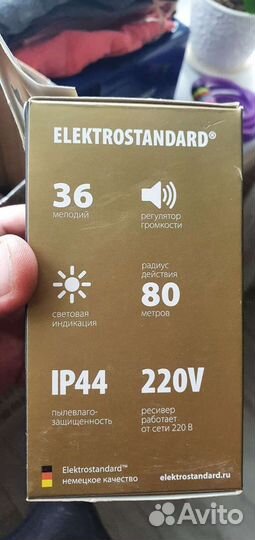 ELEKTROSTANDARD®
36
мелодий
регулятор
громкости
световая
индикация
радиус
действия
80
метров
IP44
пылевлаго-
защищенность
220V
ресивер
работает
от сети 220 В
Elektrostandard™
немецкое качество
elektrostandard.ru
Avito